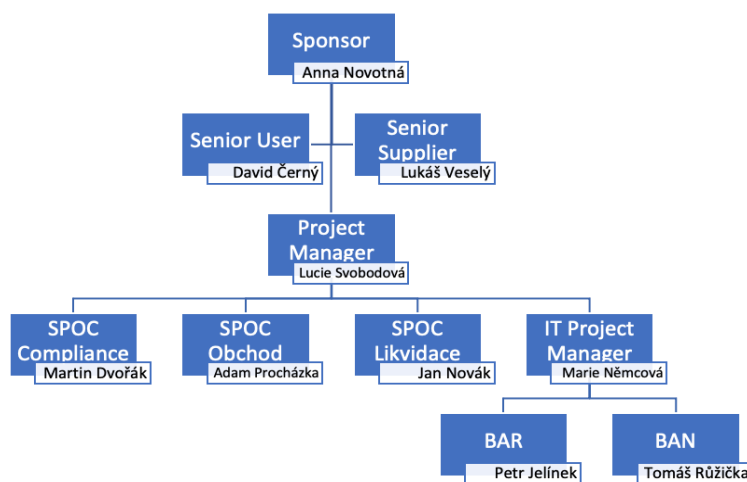 Sponsor
Anna Novotná
Senior User
David Černý
Senior
Supplier
Lukáš Veselý
Project
Manager
Lucie Svobodová
SPOC
Compliance
Martin Dvořák
SPOC
Obchod
Adam Procházka
SPOC
Likvidace
Jan Novák
IT Project
Manager
Marie Němcová
BAR
Petr Jelínek
BAN
Tomáš Růžička